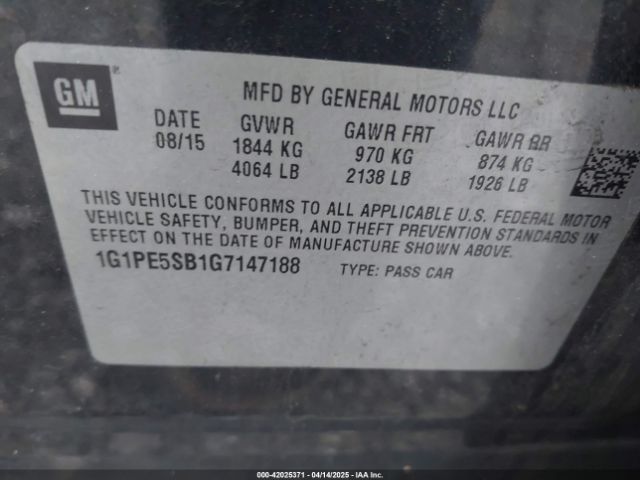 GM
MFD BY GENERAL MOTORS LLC
DATE GVWR GAWR FRT GAWR RR
08/15 1844 KG 970 KG 874 KG
4064 LB 2138 LB 1926 LB
THIS VEHICLE CONFORMS TO ALL APPLICABLE U.S. FEDERAL MOTOR
VEHICLE SAFETY, BUMPER, AND THEFT PREVENTION STANDARDS IN
EFFECT ON THE DATE OF MANUFACTURE SHOWN ABOVE.
1G1PE5SB1G7147188 TYPE: PASS CAR
000-42025371 - 04/14/2025 - IAAI.com